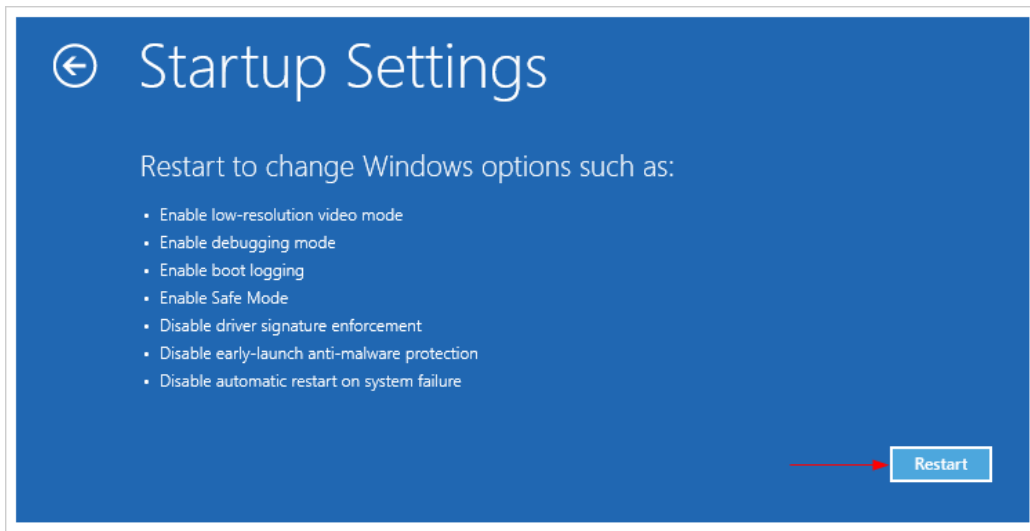 Startup Settings
Restart to change Windows options such as:
▪ Enable low-resolution video mode
▪ Enable debugging mode
▪ Enable boot logging
▪ Enable Safe Mode
▪ Disable driver signature enforcement
▪ Disable early-launch anti-malware protection
▪ Disable automatic restart on system failure
Restart